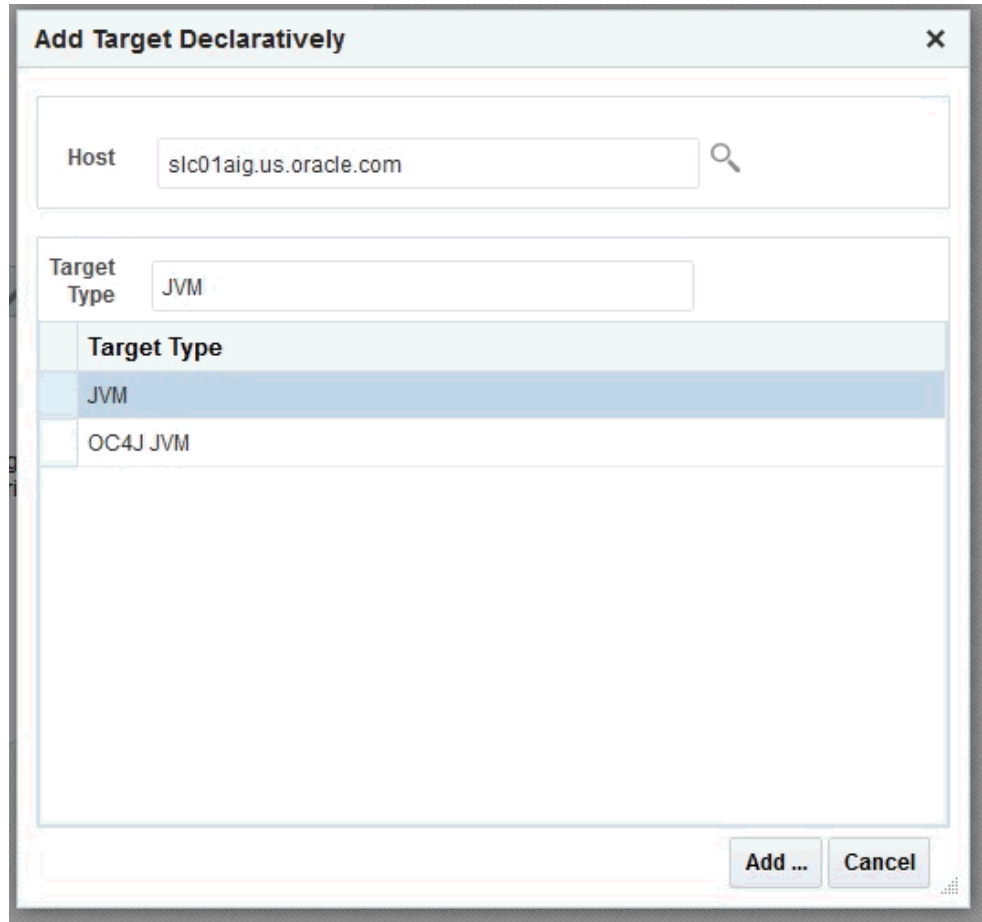 Add Target Declaratively
Host
slc01aig.us.oracle.com
Target
Type
JVM
Target Type
JVM
OC4J JVM
Add ...
Cancel